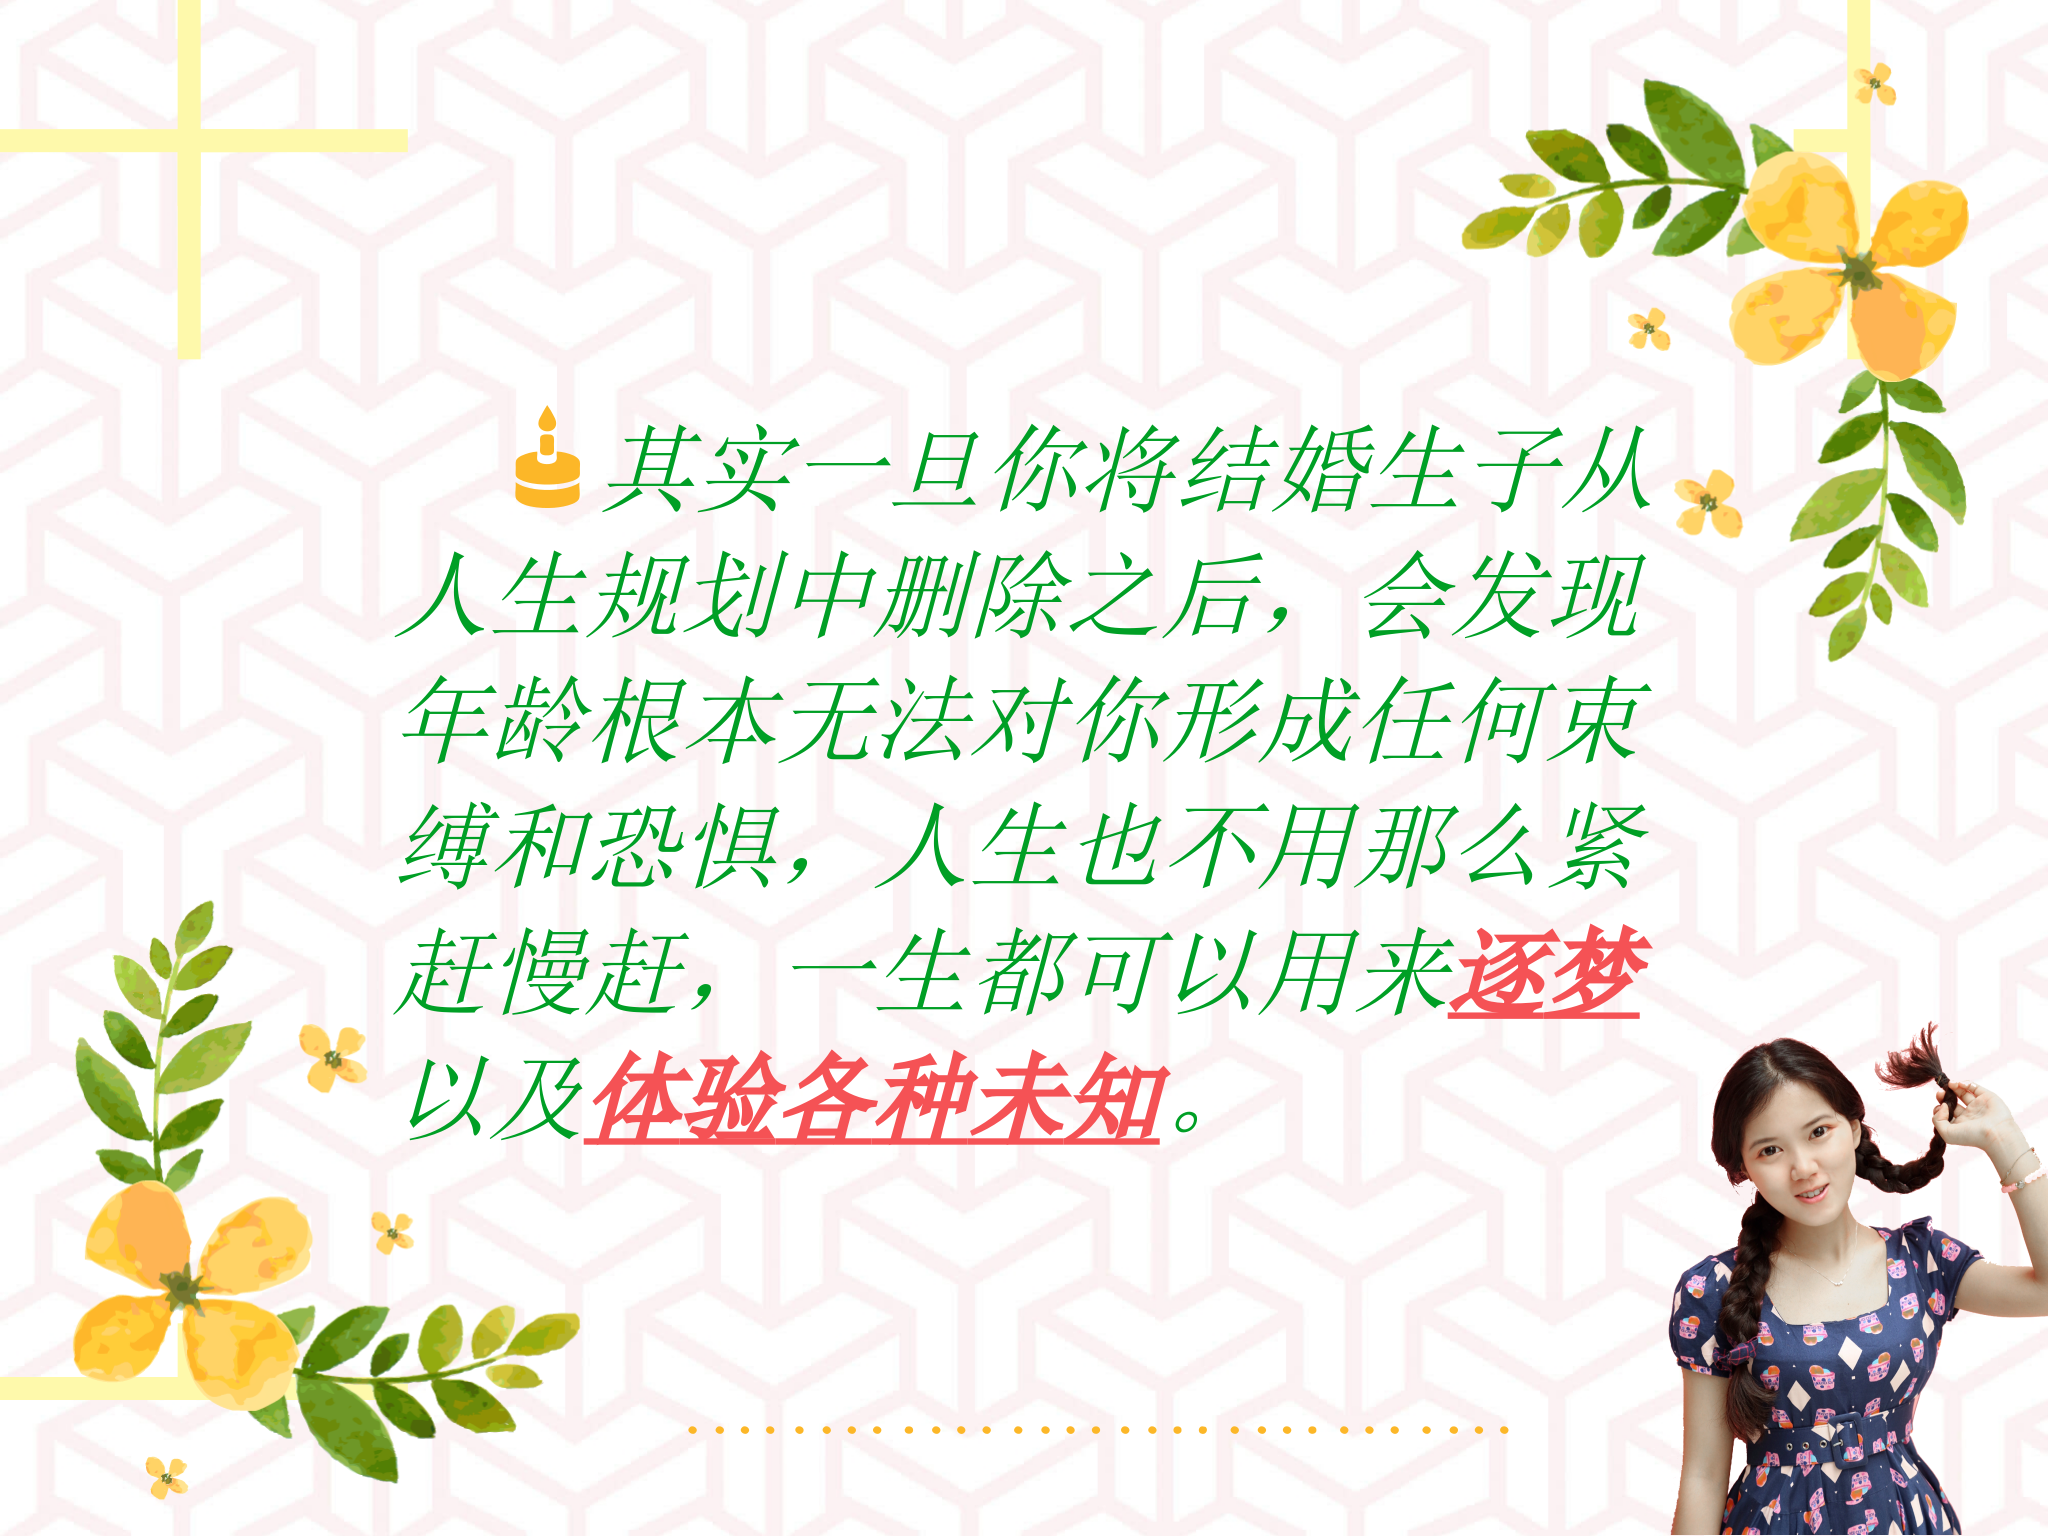 其实一旦你将结婚生子从
人生规划中删除之后，会发现
年龄根本无法对你形成任何束
缚和恐惧，人生也不用那么紧
赶慢赶，一生都可以用来逐梦
以及体验各种未知。